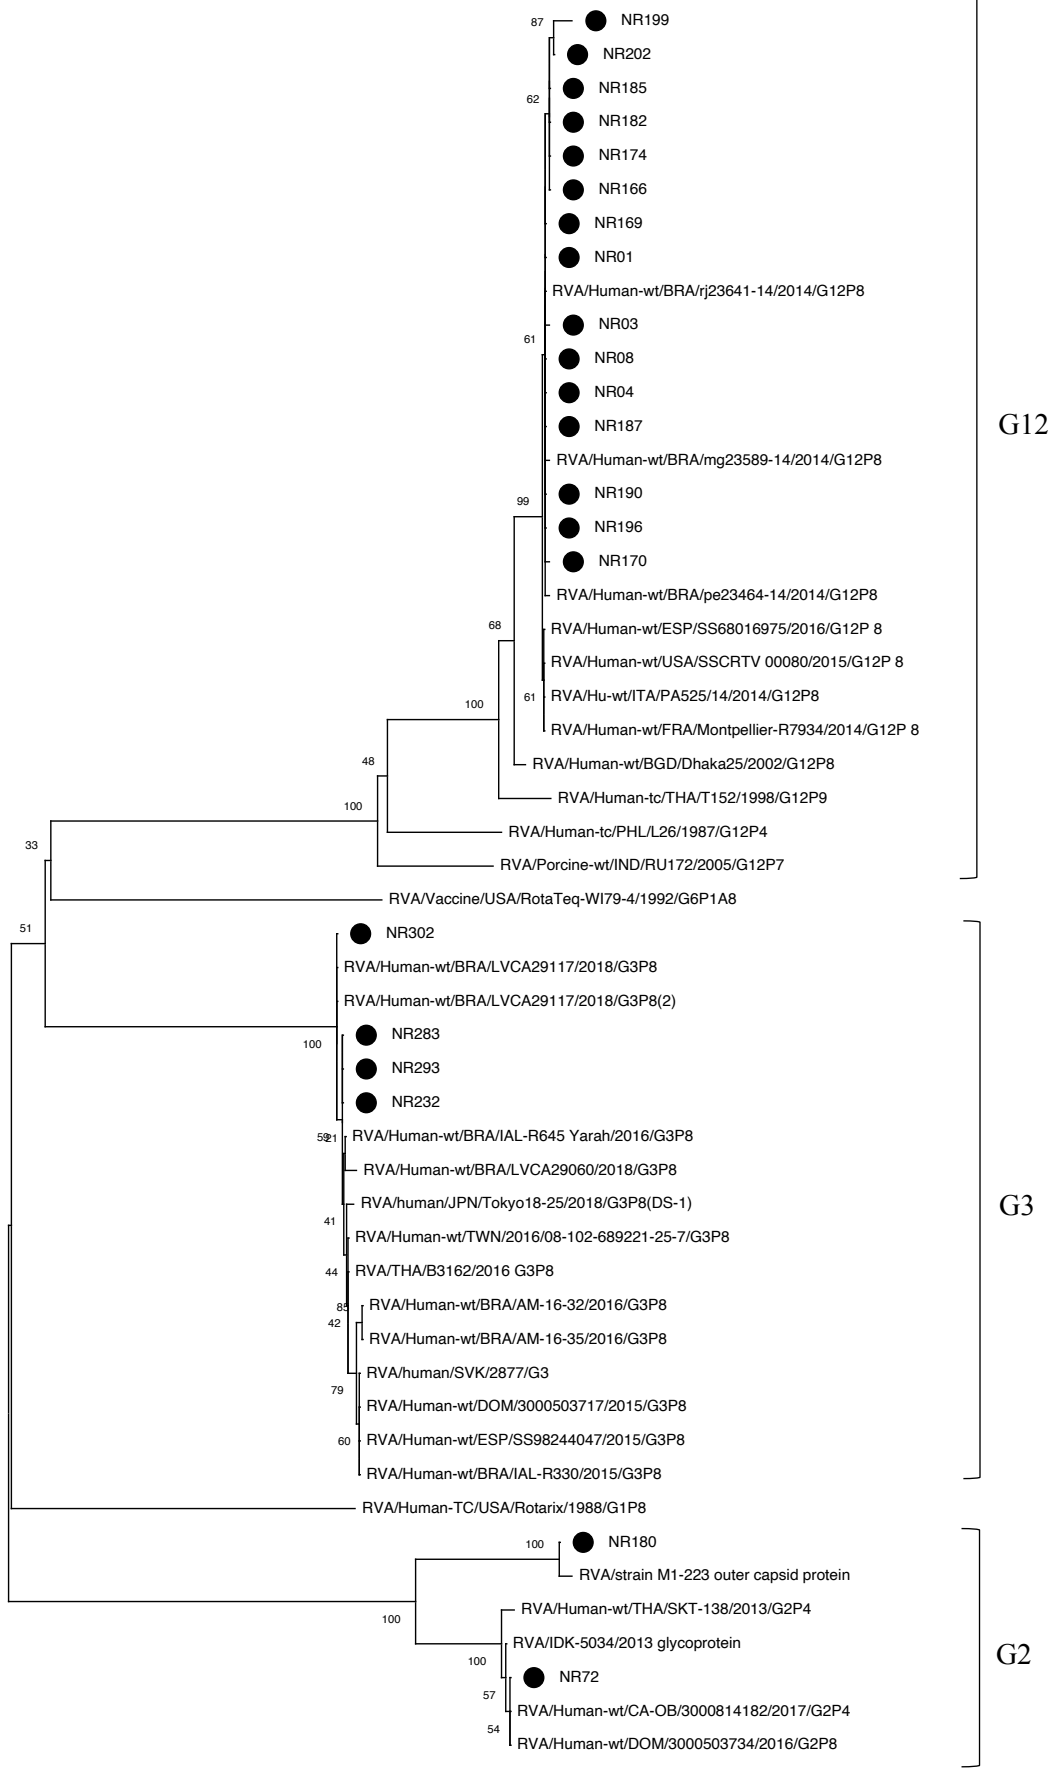 87
NR199
NR202
NR185
62
NR182
NR174
NR166
NR169
NR01
RVA/Human-wt/BRA/rj23641-14/2014/G12P8
NR03
61
NR08
NR04
NR187
G12
RVA/Human-wt/BRA/mg23589-14/2014/G12P8
NR190
99
NR196
NR170
RVA/Human-wt/BRA/pe23464-14/2014/G12P8
68
RVA/Human-wt/ESP/SS68016975/2016/G12P 8
RVA/Human-wt/USA/SSCRTV 00080/2015/G12P 8
61
RVA/Hu-wt/ITA/PA525/14/2014/G12P8
100
RVA/Human-wt/FRA/Montpellier-R7934/2014/G12P 8
48
RVA/Human-wt/BGD/Dhaka25/2002/G12P8
RVA/Human-tc/THA/T152/1998/G12P9
100
RVA/Human-tc/PHL/L26/1987/G12P4
33
RVA/Porcine-wt/IND/RU172/2005/G12P7
RVA/Vaccine/USA/RotaTeq-WI79-4/1992/G6P1A8
51
NR302
RVA/Human-wt/BRA/LVCA29117/2018/G3P8
RVA/Human-wt/BRA/LVCA29117/2018/G3P8(2)
NR283
100
NR293
NR232
59
21
RVA/Human-wt/BRA/IAL-R645 Yarah/2016/G3P8
RVA/Human-wt/BRA/LVCA29060/2018/G3P8
RVA/human/JPN/Tokyo18-25/2018/G3P8(DS-1)
G3
41
RVA/Human-wt/TWN/2016/08-102-689221-25-7/G3P8
44
RVA/THA/B3162/2016 G3P8
85
RVA/Human-wt/BRA/AM-16-32/2016/G3P8
42
RVA/Human-wt/BRA/AM-16-35/2016/G3P8
RVA/human/SVK/2877/G3
79
RVA/Human-wt/DOM/3000503717/2015/G3P8
60
RVA/Human-wt/ESP/SS98244047/2015/G3P8
RVA/Human-wt/BRA/IAL-R330/2015/G3P8
RVA/Human-TC/USA/Rotarix/1988/G1P8
100
NR180
RVA/strain M1-223 outer capsid protein
100
RVA/Human-wt/THA/SKT-138/2013/G2P4
RVA/IDK-5034/2013 glycoprotein
G2
100
NR72
57
RVA/Human-wt/CA-OB/3000814182/2017/G2P4
54
RVA/Human-wt/DOM/3000503734/2016/G2P8